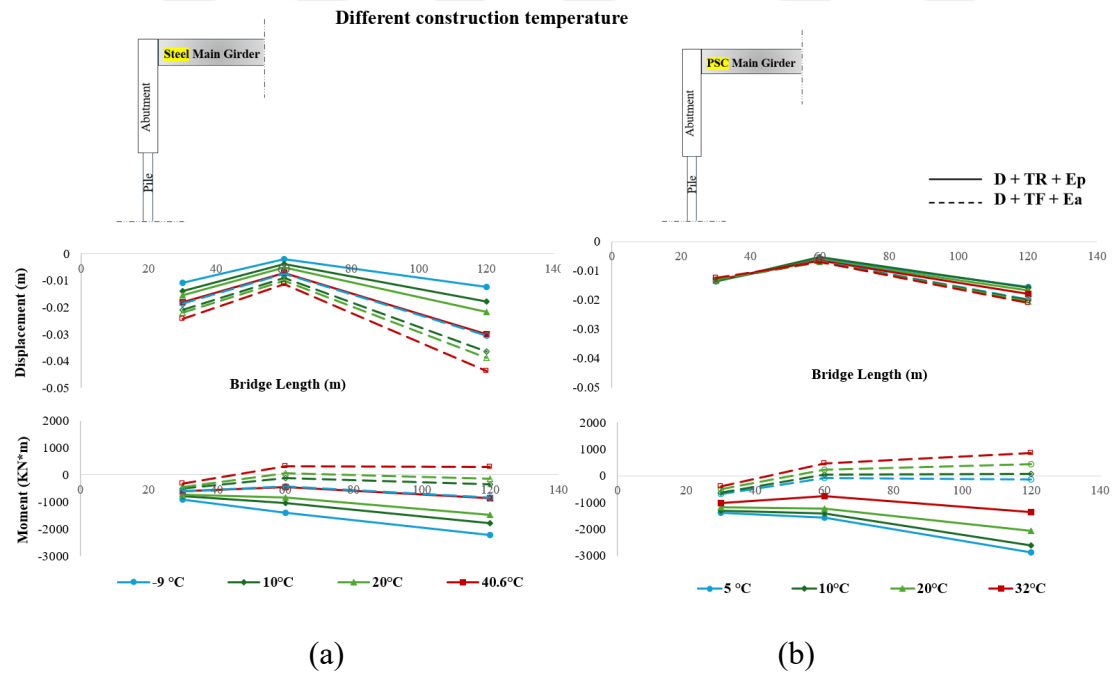 Different construction temperature
Steel Main Girder
Abutment
Pile
PSC Main Girder
Abutment
Pile
D + TR + Ep
D + TF + Ea
Displacement (m)
0
-0.01
-0.02
-0.03
-0.04
-0.05
0 20 40 60 80 100 120 140
Bridge Length (m)
0
-0.01
-0.02
-0.03
-0.04
-0.05
0 20 40 60 80 100 120 140
Bridge Length (m)
Moment (KN*m)
2000
1000
0
-1000
-2000
-3000
0 20 40 60 80 100 120 140
-9 °C 10°C 20°C 40.6°C
2000
1000
0
-1000
-2000
-3000
0 20 40 60 80 100 120 140
5 °C 10°C 20°C 32°C
(a)
(b)